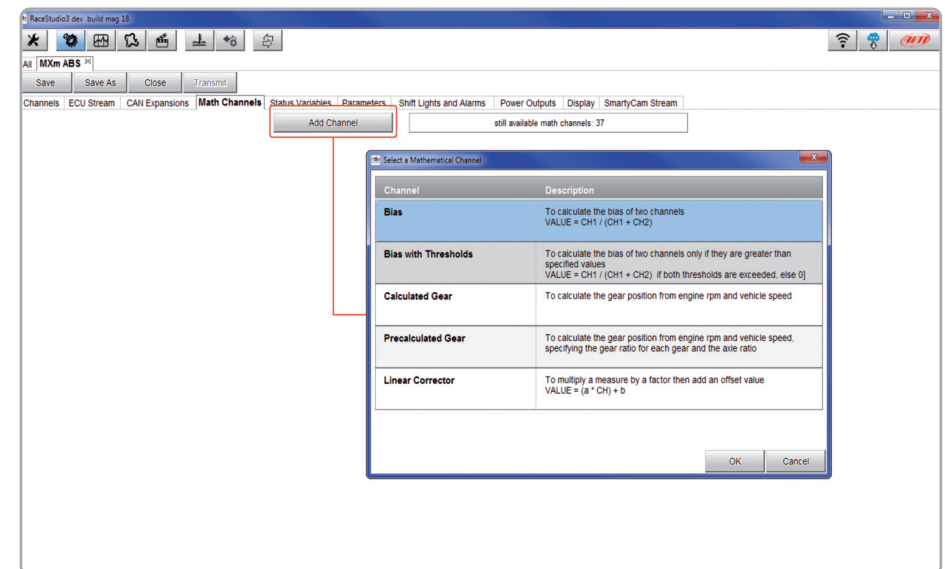 RaceStudio3 dev build mag 18
AiM
All MXm ABS
Save Save As Close Transmit
Channels ECU Stream CAN Expansions Math Channels Status Variables Parameters Shift Lights and Alarms Power Outputs Display SmartyCam Stream
Add Channel still available math channels: 37
Select a Mathematical Channel
Channel Description
Bias To calculate the bias of two channels
VALUE = CH1 / (CH1 + CH2)
Bias with Thresholds To calculate the bias of two channels only if they are greater than
specified values
VALUE = CH1 / (CH1 + CH2) if both thresholds are exceeded, else 0]
Calculated Gear To calculate the gear position from engine rpm and vehicle speed
Precalculated Gear To calculate the gear position from engine rpm and vehicle speed,
specifying the gear ratio for each gear and the axle ratio
Linear Corrector To multiply a measure by a factor then add an offset value
VALUE = (a * CH) + b
OK Cancel